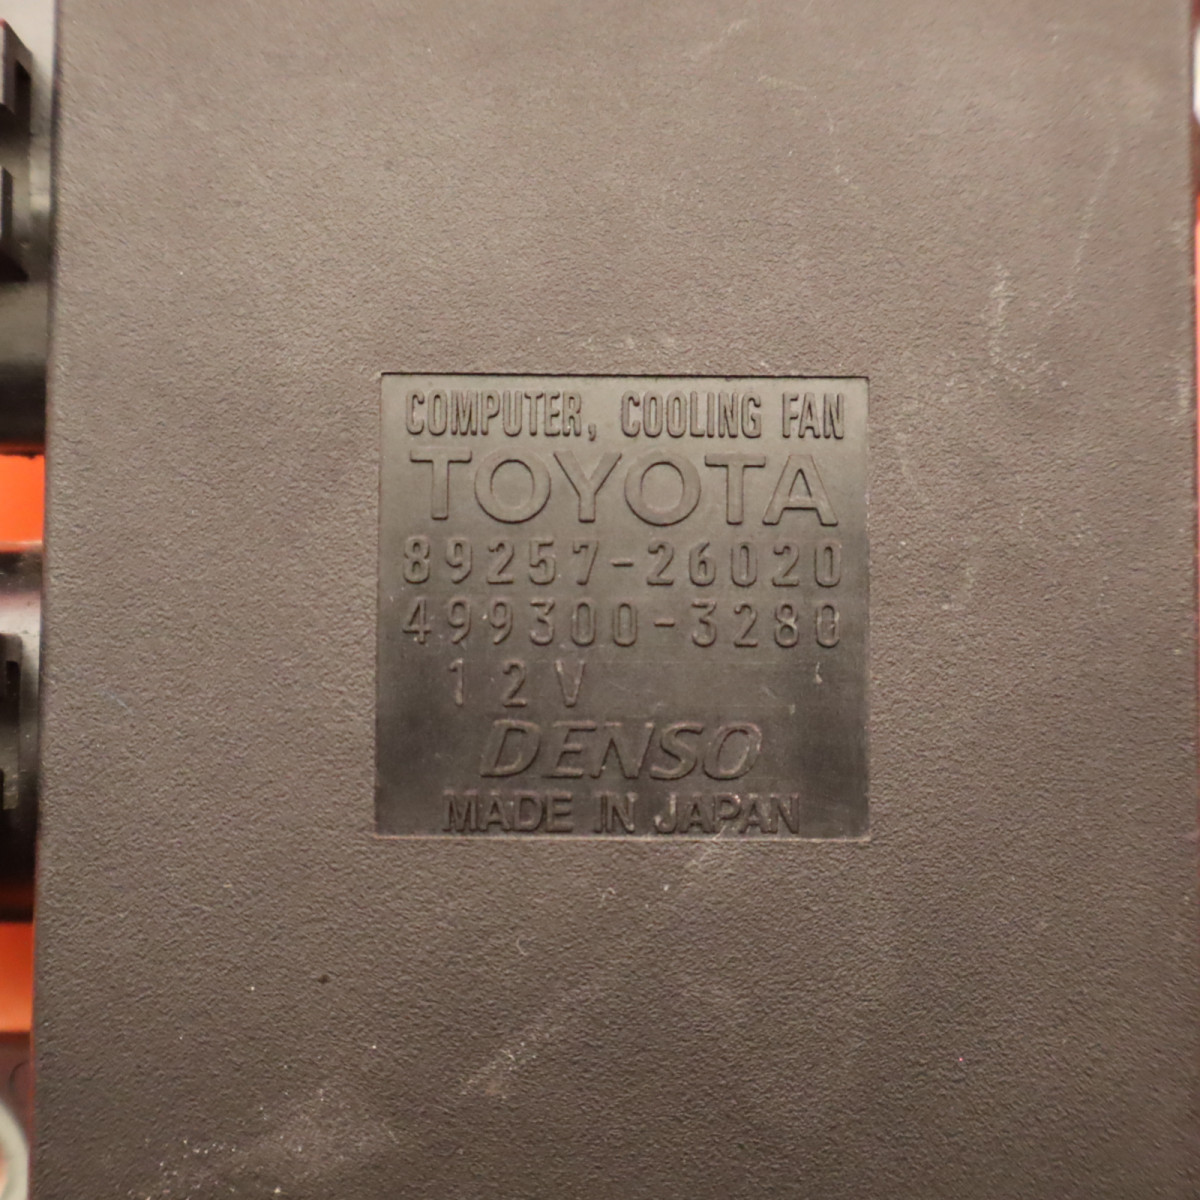 COMPUTER, COOLING FAN
TOYOTA
89257-26020
499300-3280
12V
DENSO
MADE IN JAPAN